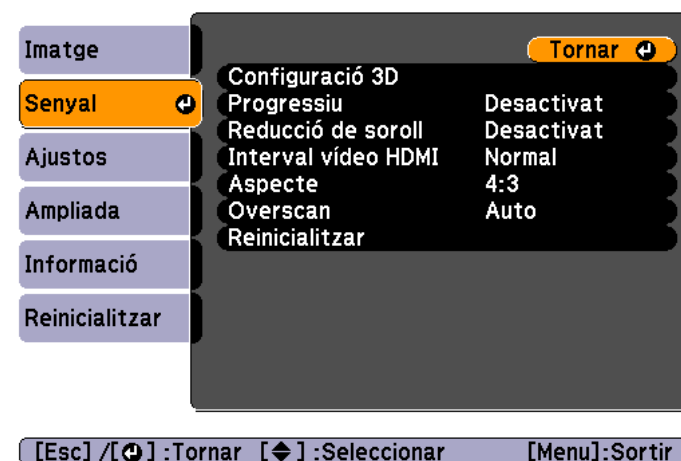 Imatge
Senyal
Ajustos
Ampliada
Informació
Reinicialitzar
Tornar
Configuració 3D
Progressiu Desactivat
Reducció de soroll Desactivat
Interval vídeo HDMI Normal
Aspecte 4:3
Overscan Auto
Reinicialitzar
[Esc] /[⏎] :Tornar [◆] :Seleccionar [Menu]:Sortir